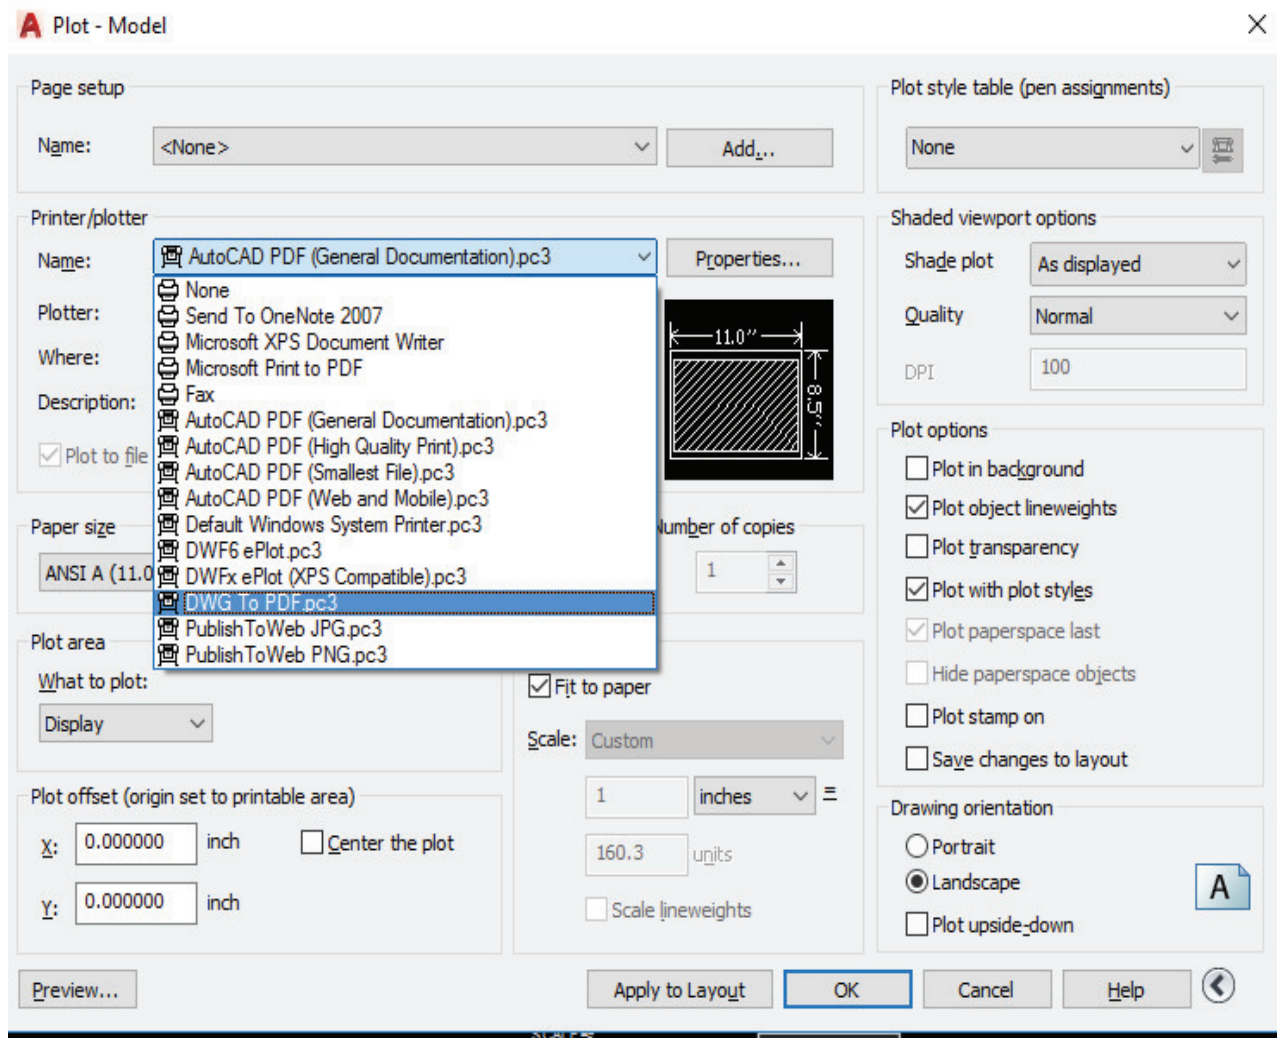 Plot - Model
Page setup
Name:
<None>
Add...
Printer/plotter
Name:
AutoCAD PDF (General Documentation).pc3
Properties...
None
Send To OneNote 2007
Microsoft XPS Document Writer
Microsoft Print to PDF
Fax
AutoCAD PDF (General Documentation).pc3
AutoCAD PDF (High Quality Print).pc3
AutoCAD PDF (Smallest File).pc3
AutoCAD PDF (Web and Mobile).pc3
Default Windows System Printer.pc3
DWF6 ePlot.pc3
DWFx ePlot (XPS Compatible).pc3
DWG To PDF.pc3
PublishToWeb JPG.pc3
PublishToWeb PNG.pc3
Plotter:
Where:
Description:
Plot to file
11.0''
8.5''
Paper size
ANSI A (11.0
Number of copies
1
Plot area
What to plot:
Display
Fit to paper
Scale:
Custom
1
inches
=
160.3
units
Scale lineweights
Plot offset (origin set to printable area)
X:
0.000000
inch
Center the plot
Y:
0.000000
inch
Plot style table (pen assignments)
None
Shaded viewport options
Shade plot
As displayed
Quality
Normal
DPI
100
Plot options
Plot in background
Plot object lineweights
Plot transparency
Plot with plot styles
Plot paperspace last
Hide paperspace objects
Plot stamp on
Save changes to layout
Drawing orientation
Portrait
Landscape
A
Plot upside-down
Preview...
Apply to Layout
OK
Cancel
Help